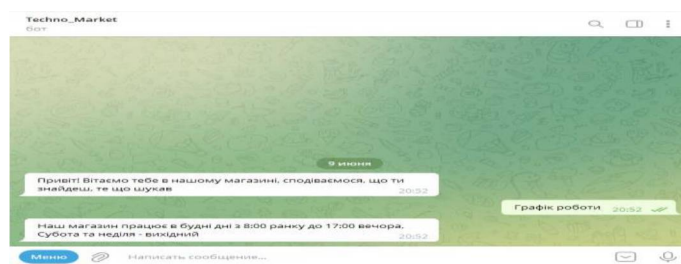 Techno_Market
бот
9 июня
Привіт! Вітаємо тебе в нашому магазині, сподіваємося, що ти
знайдеш, те що шукав
20:52
Графік роботи 20:52
Наш магазин працює в будні дні з 8:00 ранку до 17:00 вечора,
Субота та неділя - вихідний
20:52
Меню Написать сообщение...